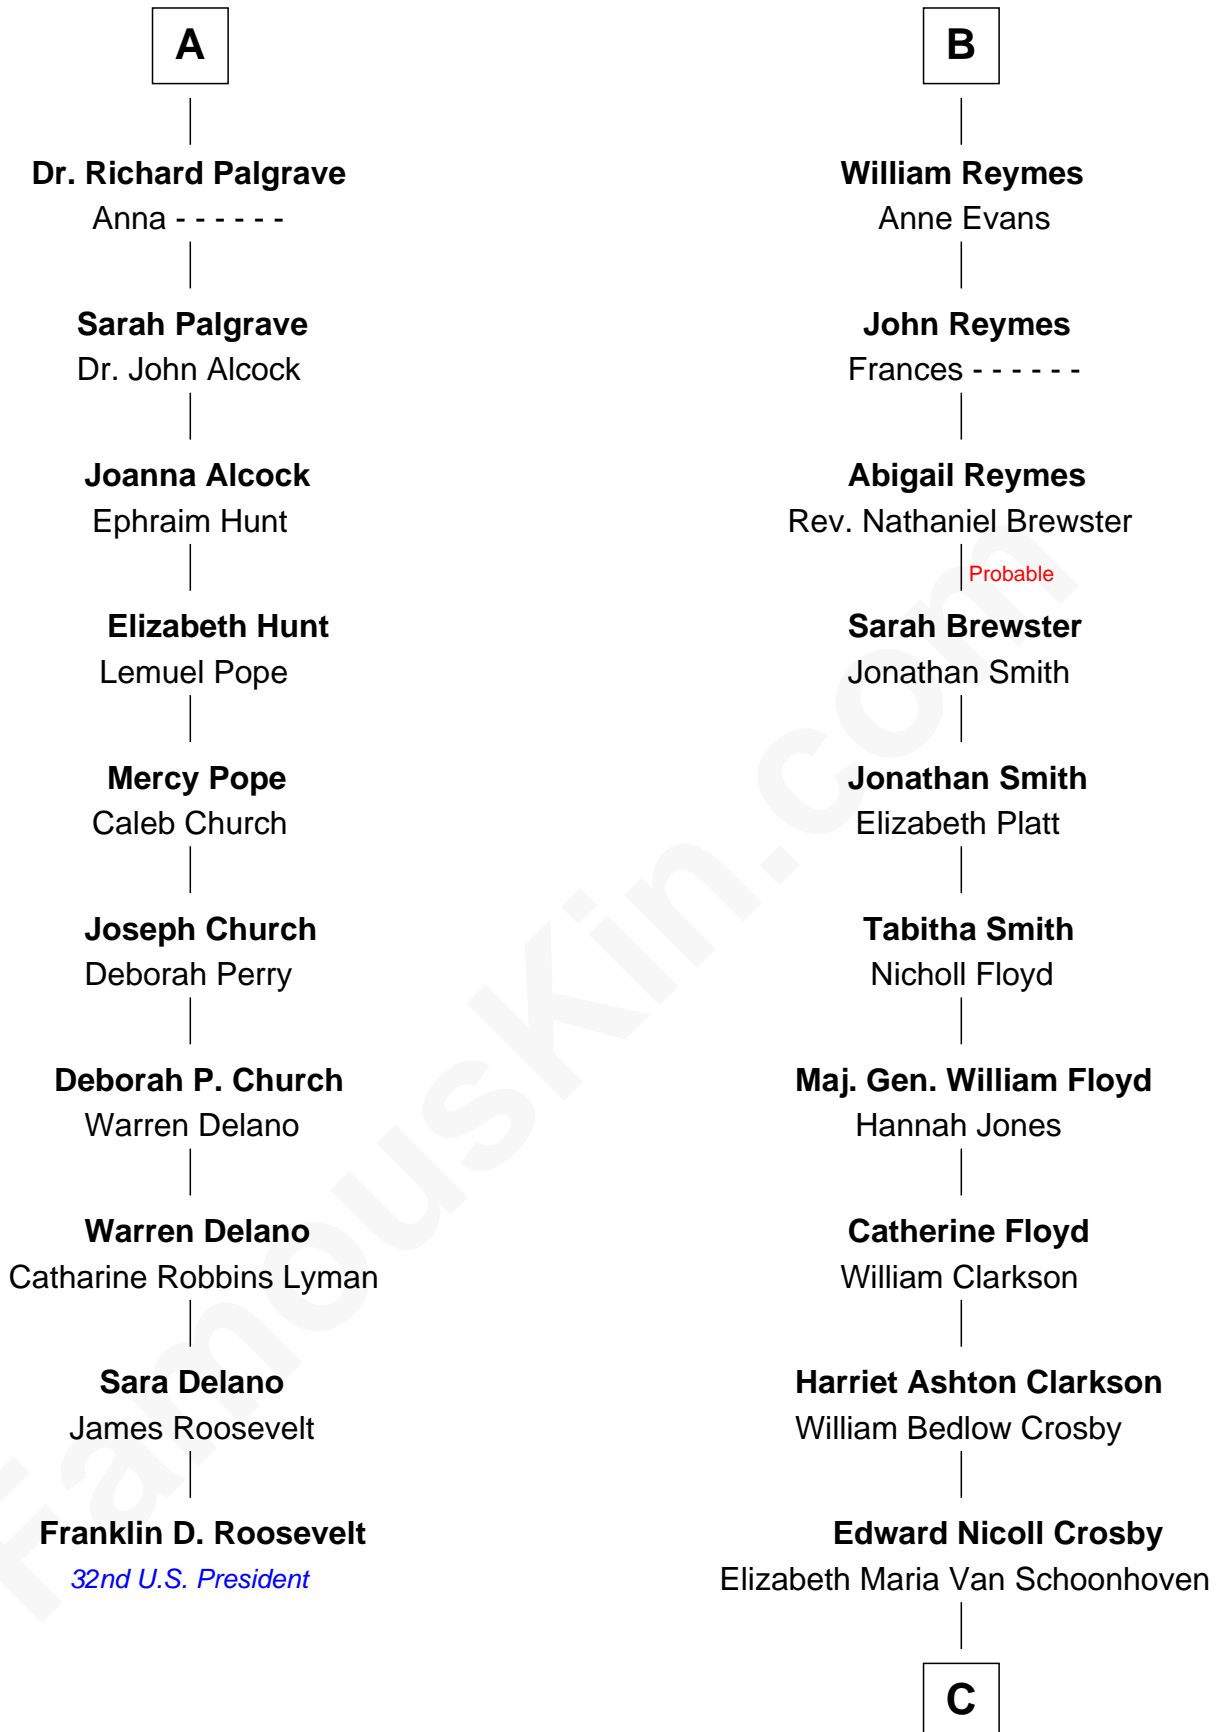 A
Dr. Richard Palgrave
Anna - - - - - -
Sarah Palgrave
Dr. John Alcock
Joanna Alcock
Ephraim Hunt
Elizabeth Hunt
Lemuel Pope
Mercy Pope
Caleb Church
Joseph Church
Deborah Perry
Deborah P. Church
Warren Delano
Warren Delano
Catharine Robbins Lyman
Sara Delano
James Roosevelt
Franklin D. Roosevelt
32nd U.S. President
B
William Reymes
Anne Evans
John Reymes
Frances - - - - - -
Abigail Reymes
Rev. Nathaniel Brewster
Probable
Sarah Brewster
Jonathan Smith
Jonathan Smith
Elizabeth Platt
Tabitha Smith
Nicholl Floyd
Maj. Gen. William Floyd
Hannah Jones
Catherine Floyd
William Clarkson
Harriet Ashton Clarkson
William Bedlow Crosby
Edward Nicoll Crosby
Elizabeth Maria Van Schoonhoven
C
FamousKin.com